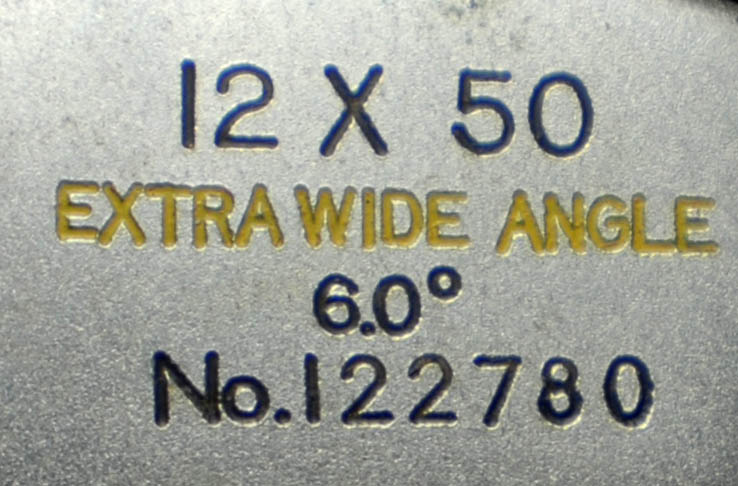 12 X 50
EXTRA WIDE ANGLE
6.0°
No.122780